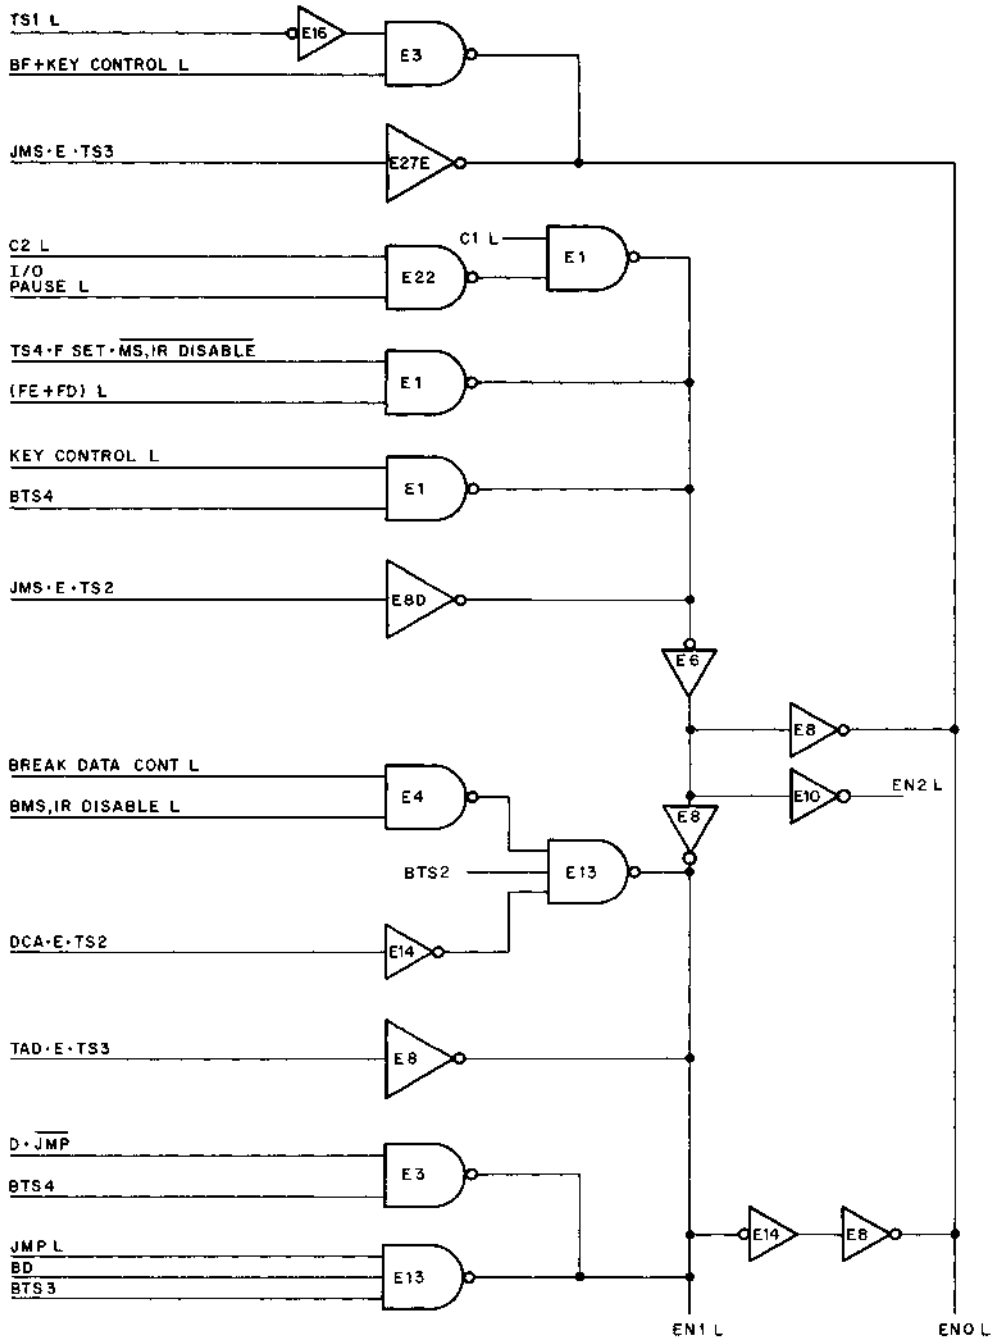 TS1 L
E16
E3
BF+KEY CONTROL L
JMS·E·TS3
E27E
C2 L
C1 L
E1
I/O
PAUSE L
E22
TS4·F SET·MS,IR DISABLE
E1
(FE+FD) L
KEY CONTROL L
E1
BTS4
JMS·E·TS2
E8D
E6
E8
BREAK DATA CONT L
E4
E10
EN2 L
BMS,IR DISABLE L
E8
BTS2
E13
DCA·E·TS2
E14
TAD·E·TS3
E8
D·JMP
E3
BTS4
E14
E8
JMP L
BD
E13
BTS3
EN1 L
EN0 L